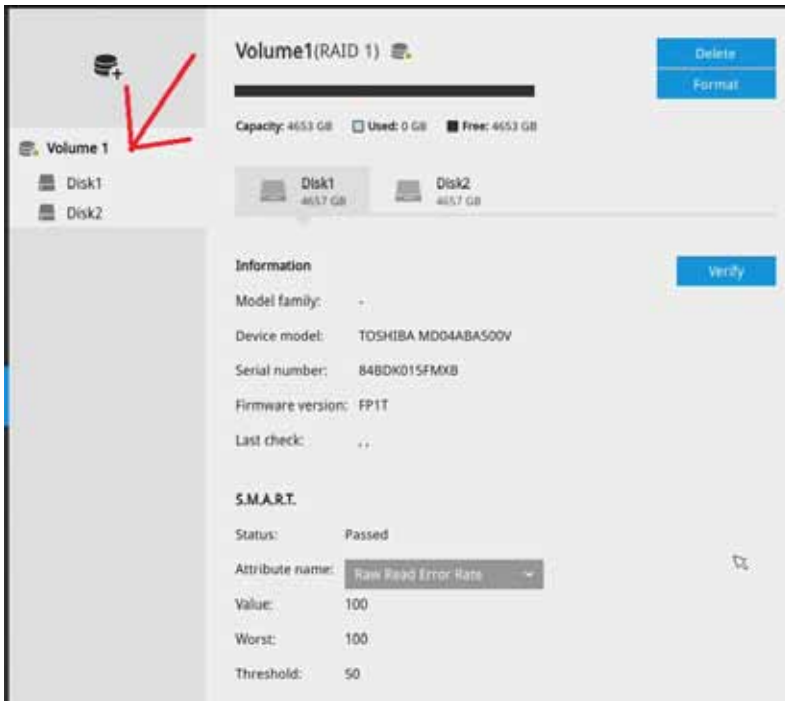 Volume1(RAID 1)
Delete
Format
Capacity: 4653 GB Used: 0 GB Free: 4653 GB
Volume 1
Disk1
Disk2
Disk1
4657 GB
Disk2
4657 GB
Information
Verify
Model family: -
Device model: TOSHIBA MD04ABA500V
Serial number: 84BDK015FMXB
Firmware version: FP1T
Last check: , ,
S.M.A.R.T.
Status: Passed
Attribute name: Raw Read Error Rate
Value: 100
Worst: 100
Threshold: 50